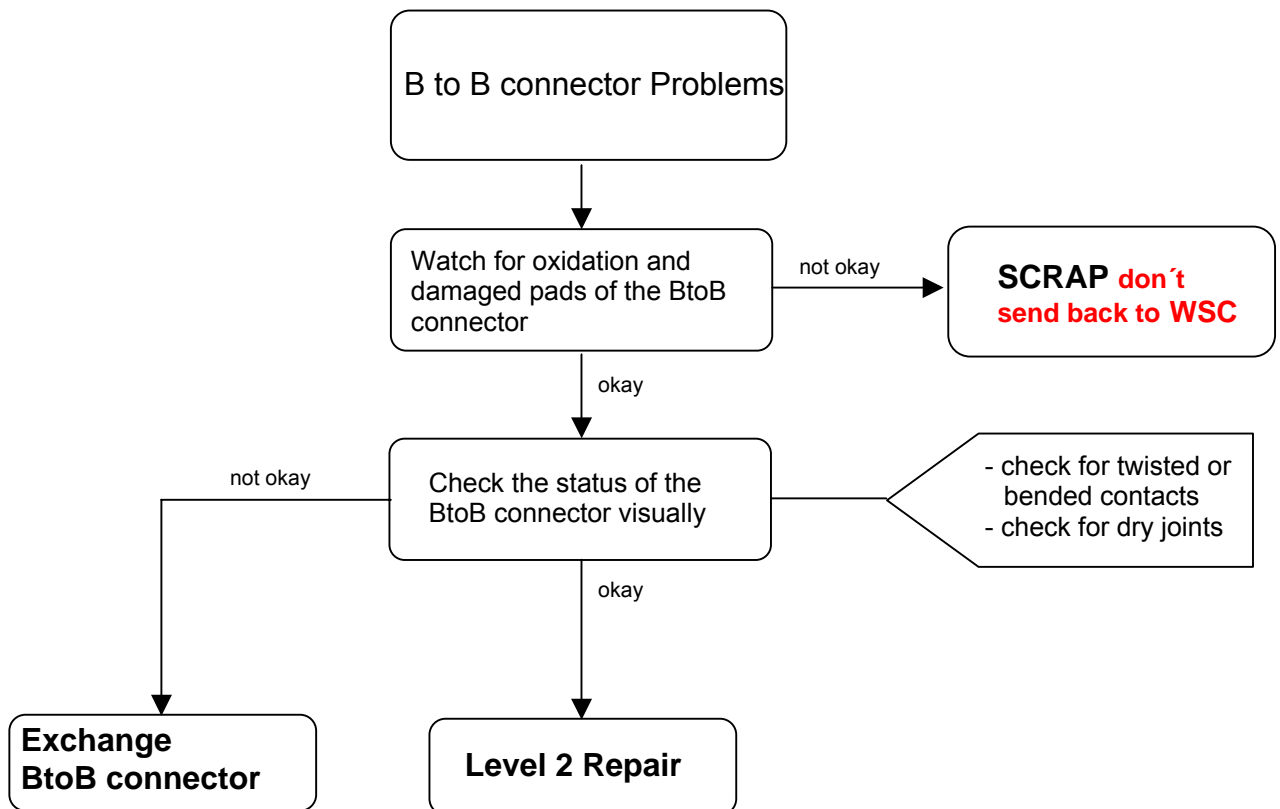 B to B connector Problems
Watch for oxidation and
damaged pads of the BtoB
connector
not okay
SCRAP don´t
send back to WSC
okay
Check the status of the
BtoB connector visually
- check for twisted or
bended contacts
- check for dry joints
not okay
okay
Exchange
BtoB connector
Level 2 Repair